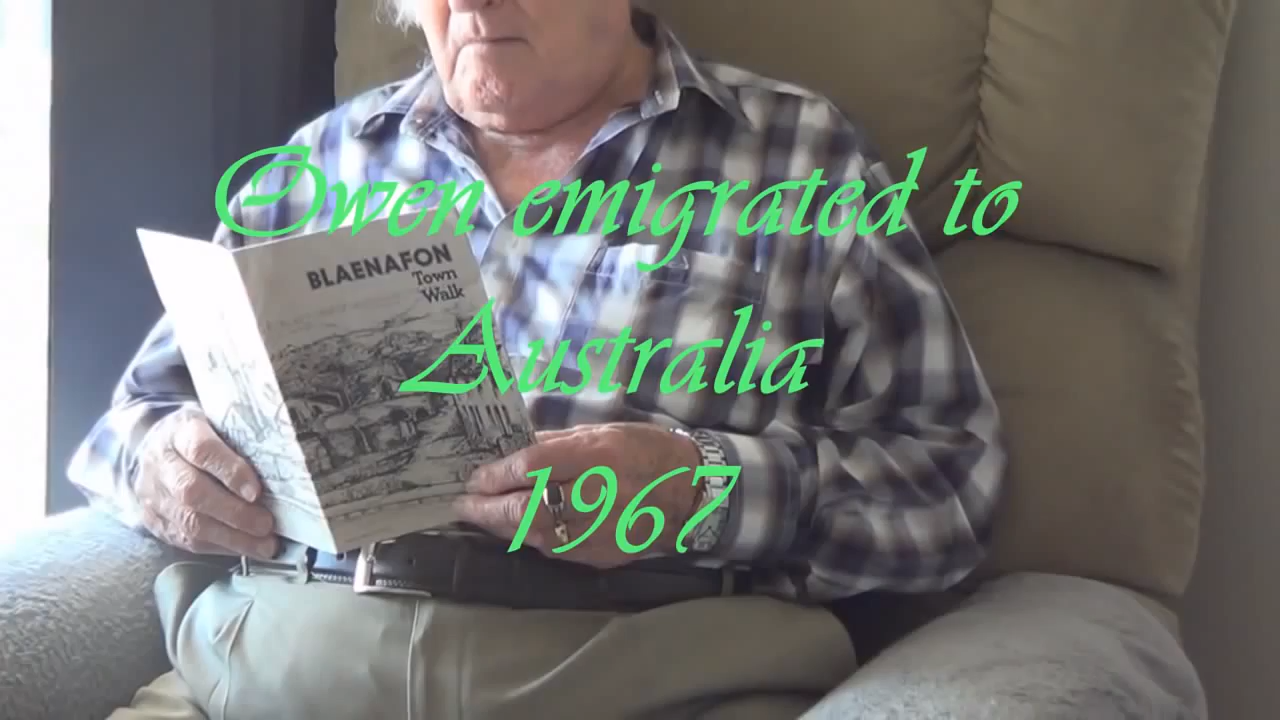 Owen emigrated to
Australia
1967
BLAENAFON
Town
Walk